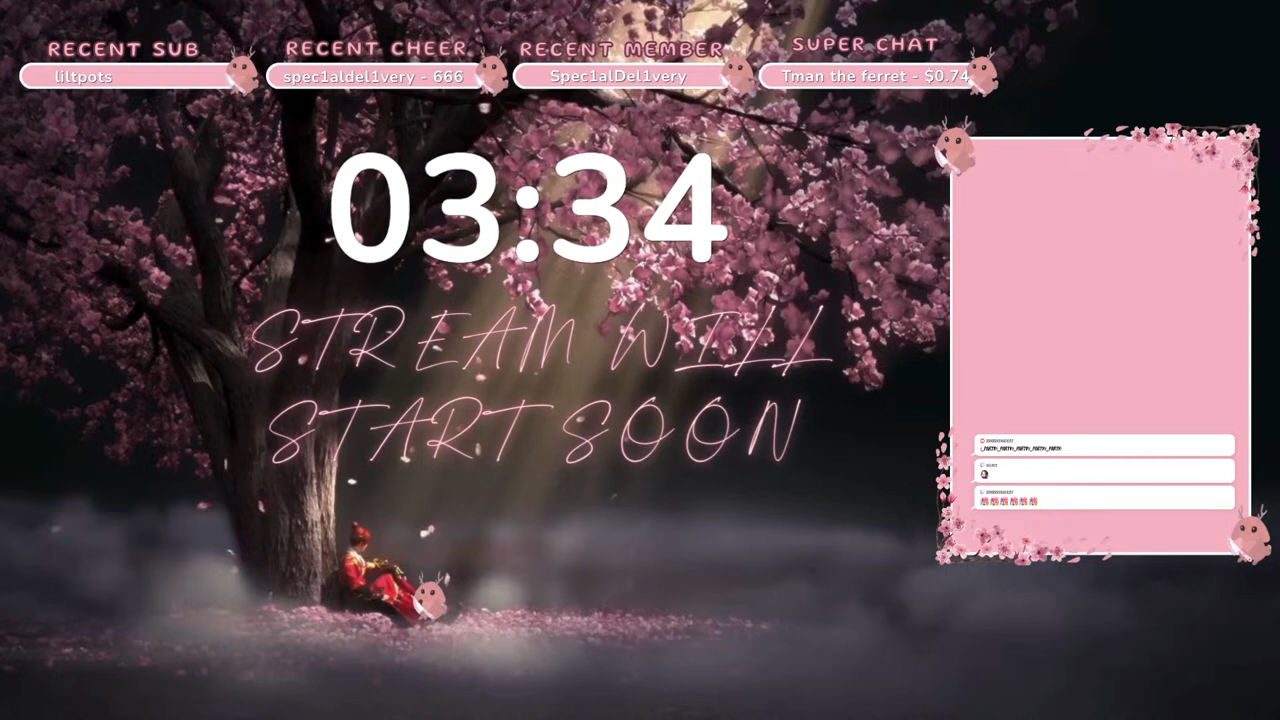 RECENT SUB
liltpots
RECENT CHEER
spec1aldel1very - 666
RECENT MEMBER
Spec1alDel1very
SUPER CHAT
Tman the ferret - $0.74
03:34
STREAM WILL
START SOON